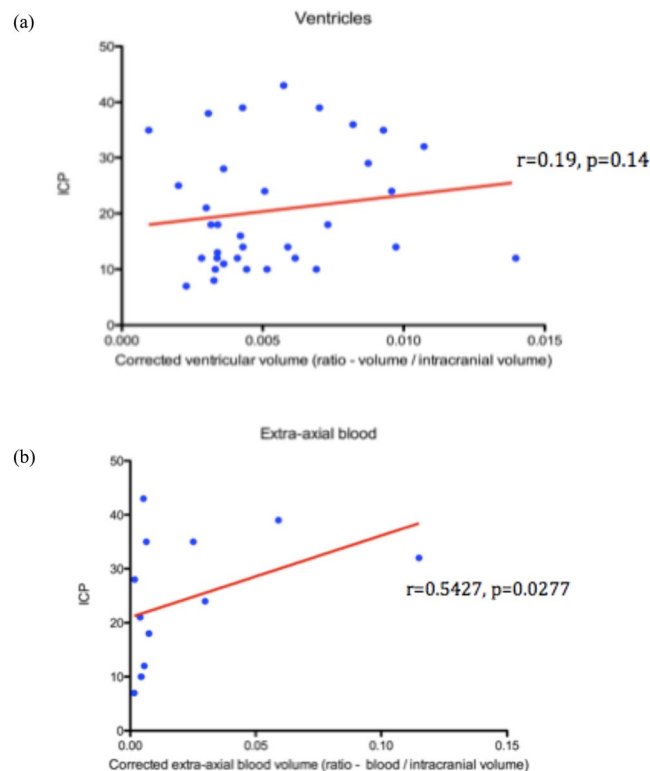 (a)
Ventricles
50
40
30
20
10
0
ICP
r=0.19, p=0.14
0.000 0.005 0.010 0.015
Corrected ventricular volume (ratio - volume / intracranial volume)
(b)
Extra-axial blood
50
40
30
20
10
0
ICP
r=0.5427, p=0.0277
0.00 0.05 0.10 0.15
Corrected extra-axial blood volume (ratio - blood / intracranial volume)